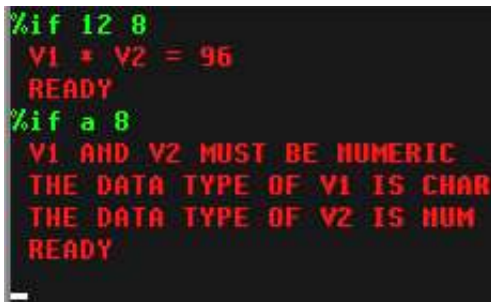 %if 12 8
V1 * V2 = 96
READY
%if a 8
V1 AND V2 MUST BE NUMERIC
THE DATA TYPE OF V1 IS CHAR
THE DATA TYPE OF V2 IS NUM
READY